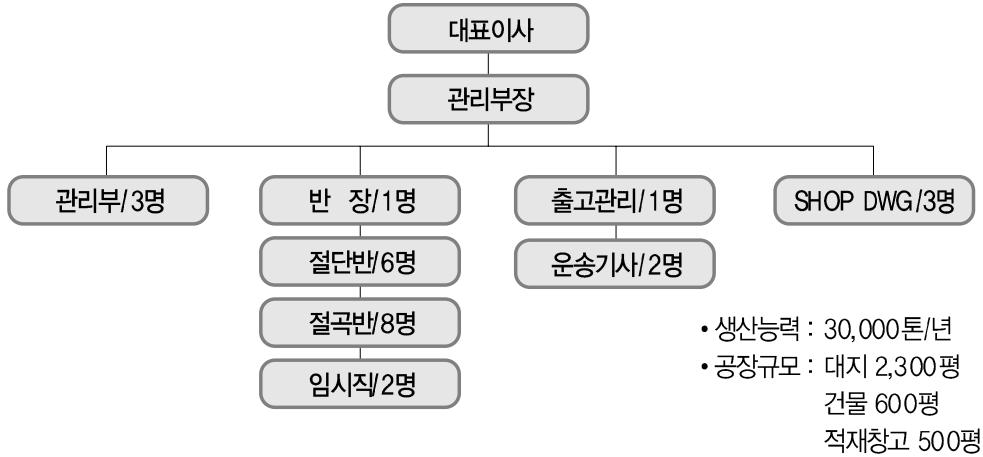 대표이사
관리부장
관리부/3명
반 장/1명
출고관리/1명
SHOP DWG/3명
절단반/6명
운송기사/2명
절곡반/8명
임시직/2명
• 생산능력 : 30,000톤/년
• 공장규모 : 대지 2,300평
건물 600평
적재창고 500평